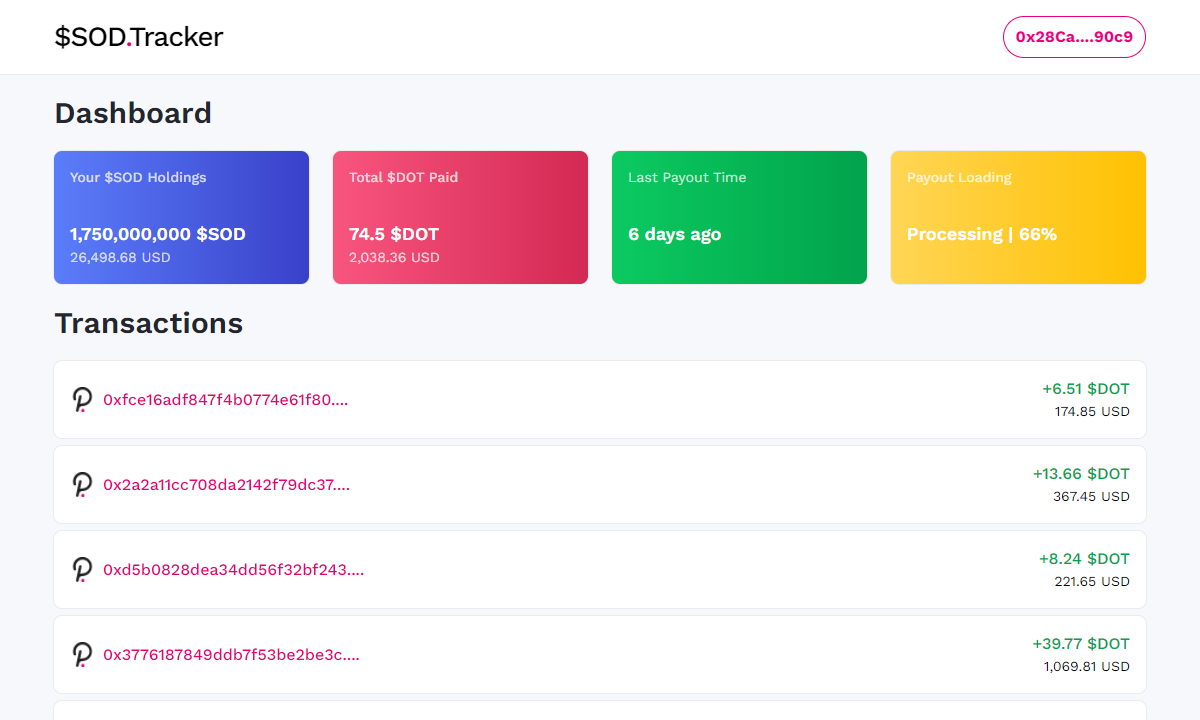 $SOD.Tracker
0x28Ca....90c9
Dashboard
Your $SOD Holdings
1,750,000,000 $SOD
26,498.68 USD
Total $DOT Paid
74.5 $DOT
2,038.36 USD
Last Payout Time
6 days ago
Payout Loading
Processing | 66%
Transactions
0xfce16adf847f4b0774e61f80....
+6.51 $DOT
174.85 USD
0x2a2a11cc708da2142f79dc37....
+13.66 $DOT
367.45 USD
0xd5b0828dea34dd56f32bf243....
+8.24 $DOT
221.65 USD
0x3776187849ddb7f53be2be3c....
+39.77 $DOT
1,069.81 USD